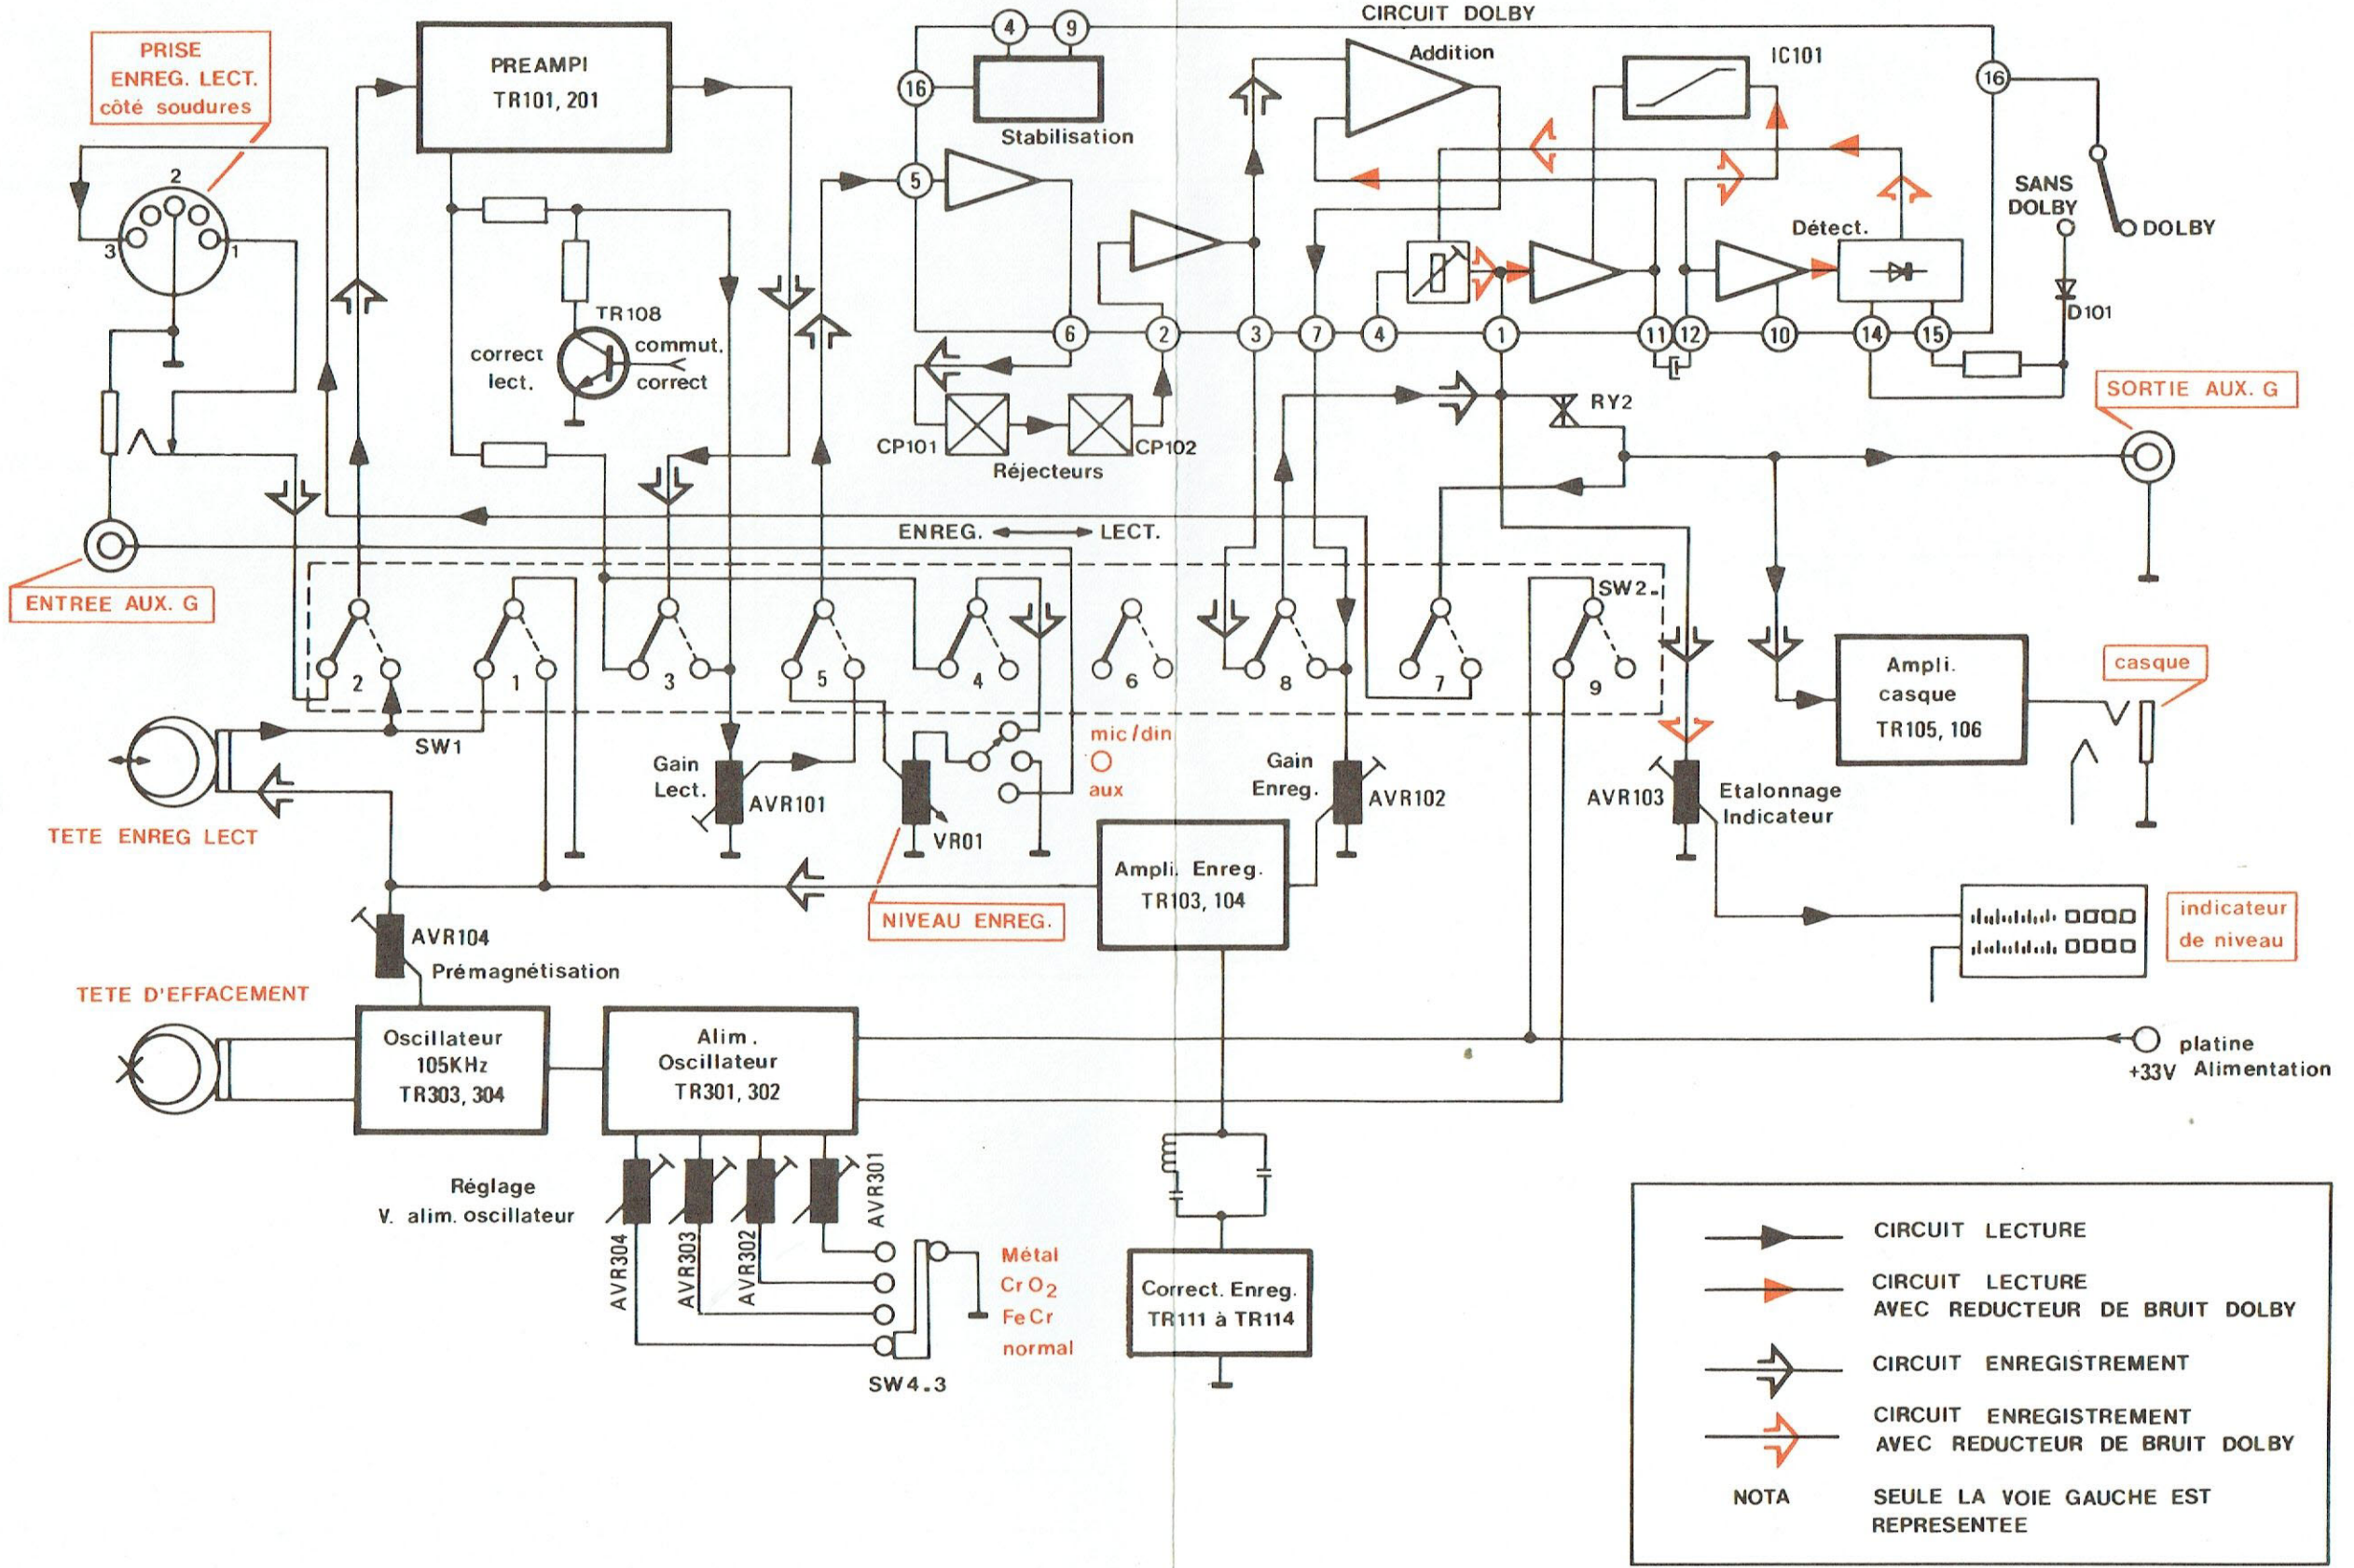 CIRCUIT DOLBY
PRISE
ENREG. LECT.
côté soudures
PREAMPI
TR101, 201
4
9
16
Stabilisation
Addition
IC101
16
2
3
1
5
SANS
DOLBY
DOLBY
Détect.
D101
TR108
correct
lect.
commut.
correct
6
2
3
7
4
1
11
12
10
14
15
CP101
CP102
Réjecteurs
RY2
SORTIE AUX. G
ENREG.
LECT.
ENTREE AUX. G
SW2-
2
1
3
5
4
6
8
7
9
SW1
TETE ENREG LECT
Gain
Lect.
AVR101
VR01
mic/din
aux
Gain
Enreg.
AVR102
AVR103
Etalonnage
Indicateur
Ampli.
casque
TR105, 106
casque
NIVEAU ENREG.
Ampli. Enreg.
TR103, 104
indicateur
de niveau
AVR104
Prémagnétisation
TETE D'EFFACEMENT
Oscillateur
105KHz
TR303, 304
Alim.
Oscillateur
TR301, 302
platine
+33V Alimentation
Réglage
V. alim. oscillateur
AVR304
AVR303
AVR302
AVR301
Métal
CrO2
FeCr
normal
SW4.3
Correct. Enreg.
TR111 à TR114
CIRCUIT LECTURE
CIRCUIT LECTURE
AVEC REDUCTEUR DE BRUIT DOLBY
CIRCUIT ENREGISTREMENT
CIRCUIT ENREGISTREMENT
AVEC REDUCTEUR DE BRUIT DOLBY
NOTA SEULE LA VOIE GAUCHE EST
REPRESENTEE